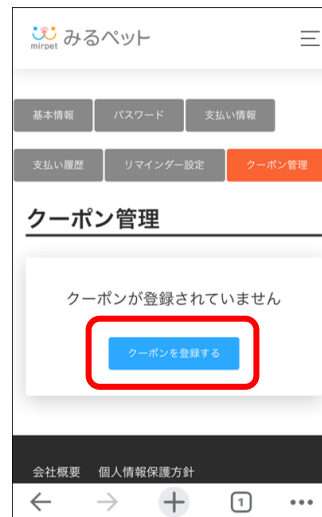 mirpet みるペット
基本情報 パスワード 支払い情報
支払い履歴 リマインダー設定 クーポン管理
クーポン管理
クーポンが登録されていません
クーポンを登録する
会社概要 個人情報保護方針
1